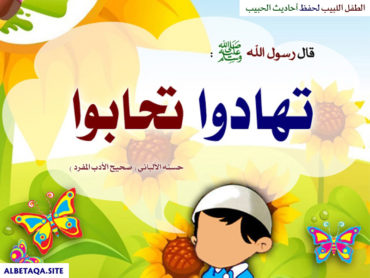 الطفل اللبيب لحفظ أحاديث الحبيب
قال رسول الله ﷺ :
تهادوا تحابوا
حسنه الألباني ( صحيح الأدب المفرد )
ALBETAQA.SITE